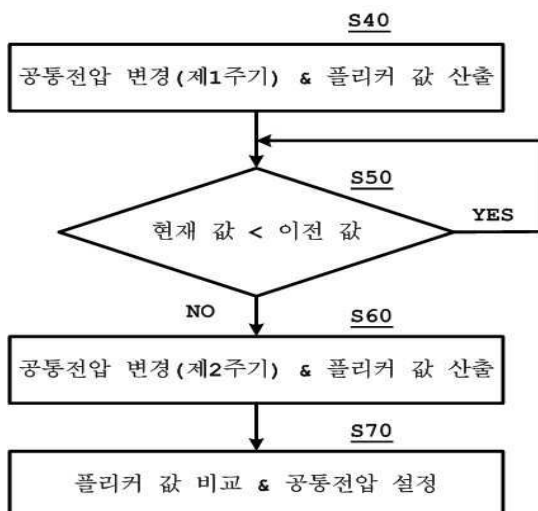 S40
공통전압 변경(제1주기) & 플리커 값 산출
S50
현재 값 < 이전 값
YES
NO
S60
공통전압 변경(제2주기) & 플리커 값 산출
S70
플리커 값 비교 & 공통전압 설정